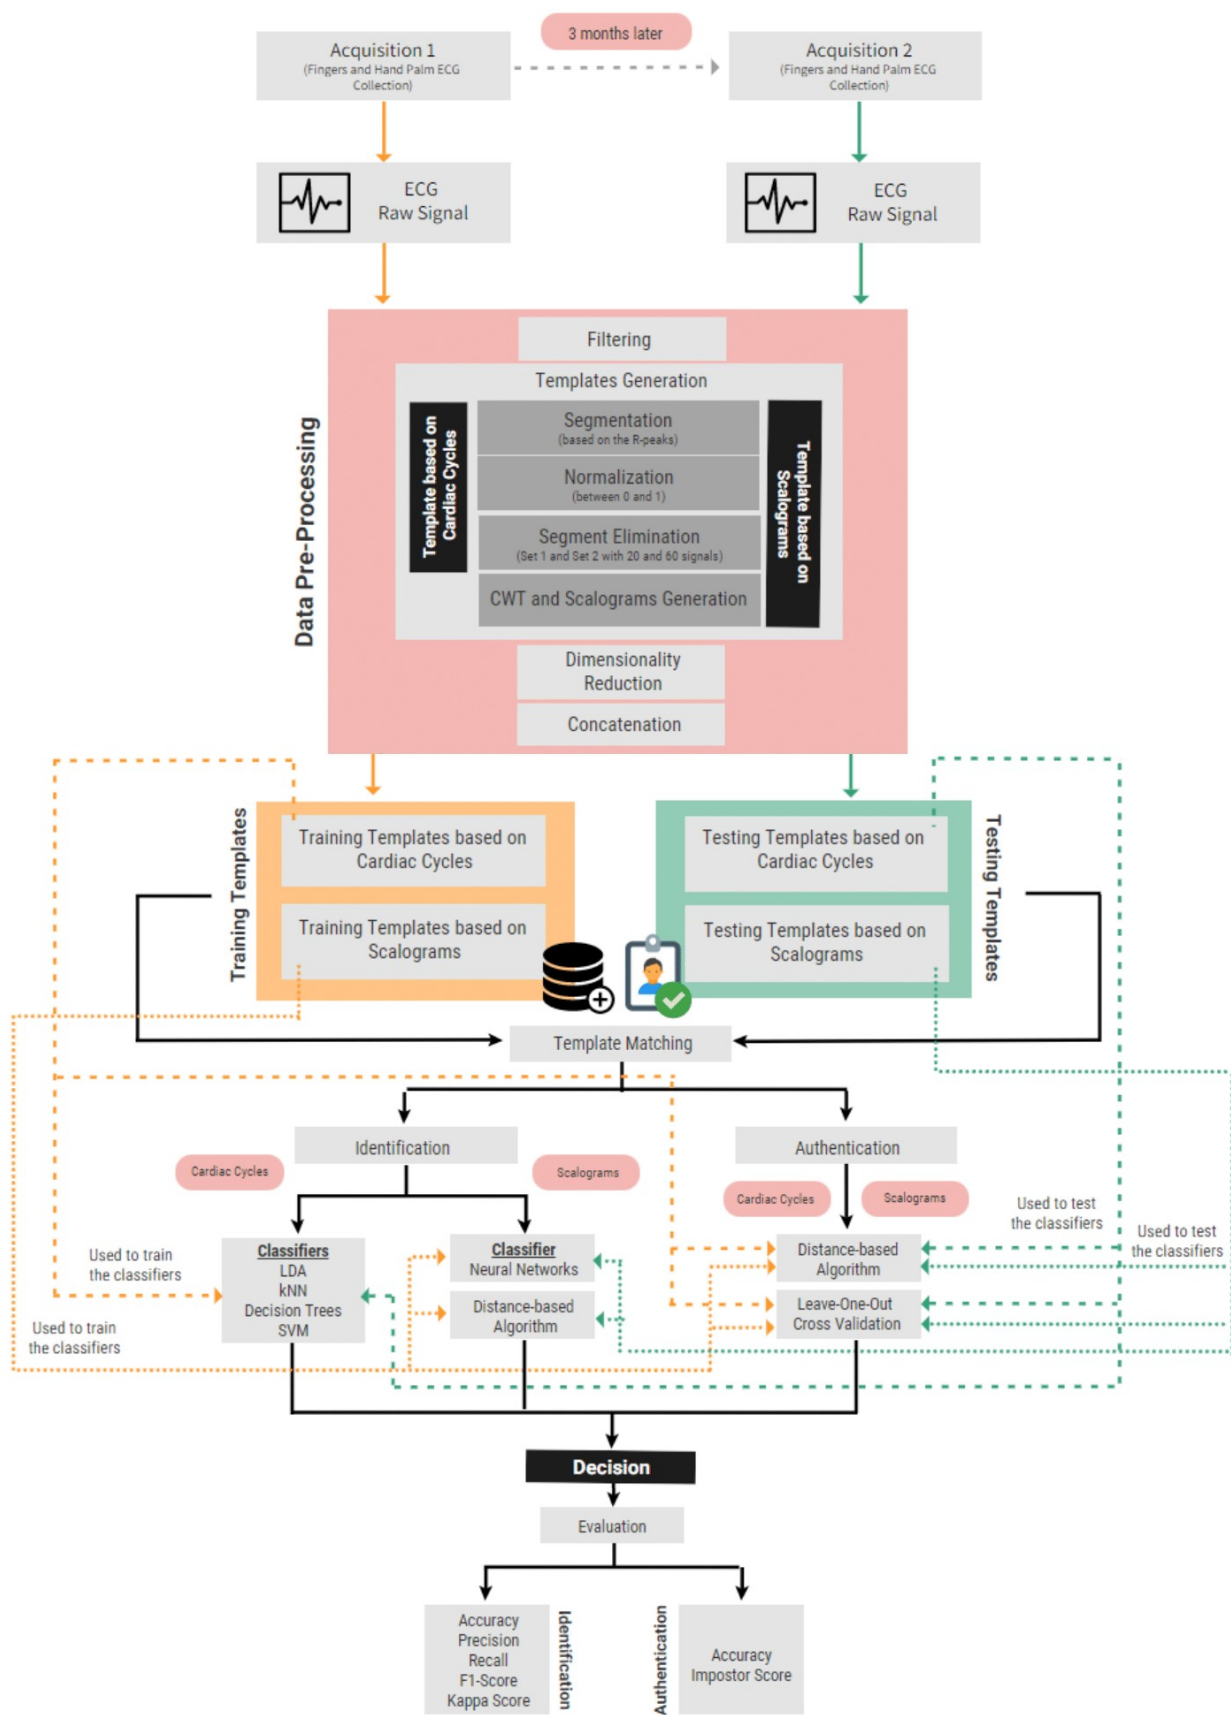 3 months later
Acquisition 1
(Fingers and Hand Palm ECG
Collection)
Acquisition 2
(Fingers and Hand Palm ECG
Collection)
ECG
Raw Signal
ECG
Raw Signal
Data Pre-Processing
Filtering
Templates Generation
Template based on
Cardiac Cycles
Segmentation
(based on the R-peaks)
Normalization
(between 0 and 1)
Segment Elimination
(Set 1 and Set 2 with 20 and 60 signals)
CWT and Scalograms Generation
Template based on
Scalograms
Dimensionality
Reduction
Concatenation
Training Templates
Training Templates based on
Cardiac Cycles
Training Templates based on
Scalograms
Testing Templates based on
Cardiac Cycles
Testing Templates based on
Scalograms
Testing Templates
Template Matching
Identification
Authentication
Cardiac Cycles
Scalograms
Cardiac Cycles
Scalograms
Used to train
the classifiers
Used to train
the classifiers
Classifiers
LDA
kNN
Decision Trees
SVM
Classifier
Neural Networks
Distance-based
Algorithm
Distance-based
Algorithm
Leave-One-Out
Cross Validation
Used to test
the classifiers
Used to test
the classifiers
Decision
Evaluation
Accuracy
Precision
Recall
F1-Score
Kappa Score
Identification
Authentication
Accuracy
Impostor Score